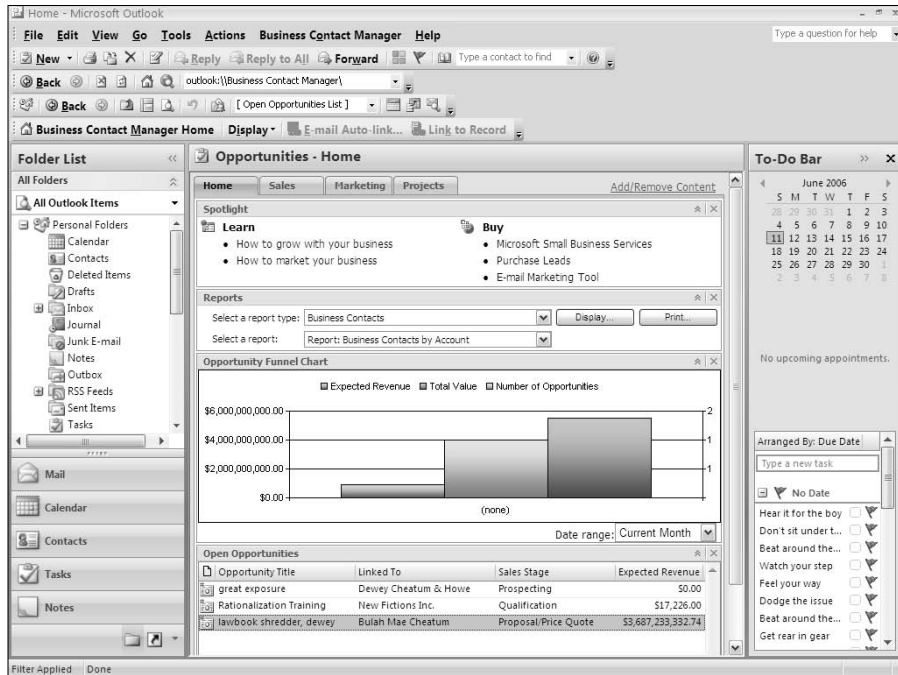 Home - Microsoft Outlook
File Edit View Go Tools Actions Business Contact Manager Help
Type a question for help
New Reply Reply to All Forward Type a contact to find
Back outlook:\\Business Contact Manager\
Back [ Open Opportunities List ]
Business Contact Manager Home Display E-mail Auto-link... Link to Record
Folder List
All Folders
All Outlook Items
Personal Folders
Calendar
Contacts
Deleted Items
Drafts
Inbox
Journal
Junk E-mail
Notes
Outbox
RSS Feeds
Sent Items
Tasks
Mail
Calendar
Contacts
Tasks
Notes
Opportunities - Home
Home Sales Marketing Projects Add/Remove Content
Spotlight
Learn
• How to grow with your business
• How to market your business
Buy
• Microsoft Small Business Services
• Purchase Leads
• E-mail Marketing Tool
Reports
Select a report type: Business Contacts Display... Print...
Select a report: Report: Business Contacts by Account
Opportunity Funnel Chart
Expected Revenue Total Value Number of Opportunities
$6,000,000,000.00 2
$4,000,000,000.00 1
$2,000,000,000.00 1
$0.00
(none)
Date range: Current Month
Open Opportunities
Opportunity Title Linked To Sales Stage Expected Revenue
great exposure Dewey Cheatum & Howe Prospecting $0.00
Rationalization Training New Fictions Inc. Qualification $17,226.00
lawbook shredder, dewey Bulah Mae Cheatum Proposal/Price Quote $3,687,233,332.74
To-Do Bar
June 2006
S M T W T F S
28 29 30 31 1 2 3
4 5 6 7 8 9 10
11 12 13 14 15 16 17
18 19 20 21 22 23 24
25 26 27 28 29 30 1
2 3 4 5 6 7 8
No upcoming appointments.
Arranged By: Due Date
Type a new task
No Date
Hear it for the boy
Don't sit under t...
Beat around the...
Watch your step
Feel your way
Dodge the issue
Beat around the...
Get rear in gear
Filter Applied Done